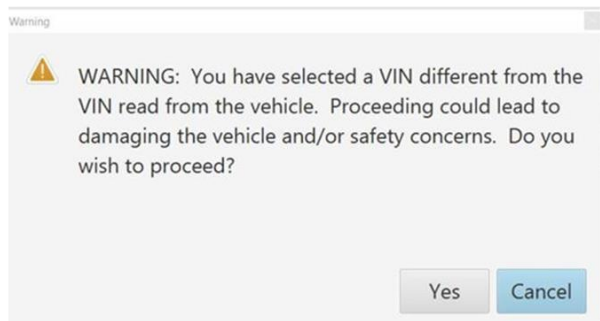 Warning
WARNING:  You have selected a VIN different from the
VIN read from the vehicle.  Proceeding could lead to
damaging the vehicle and/or safety concerns.  Do you
wish to proceed?
Yes
Cancel